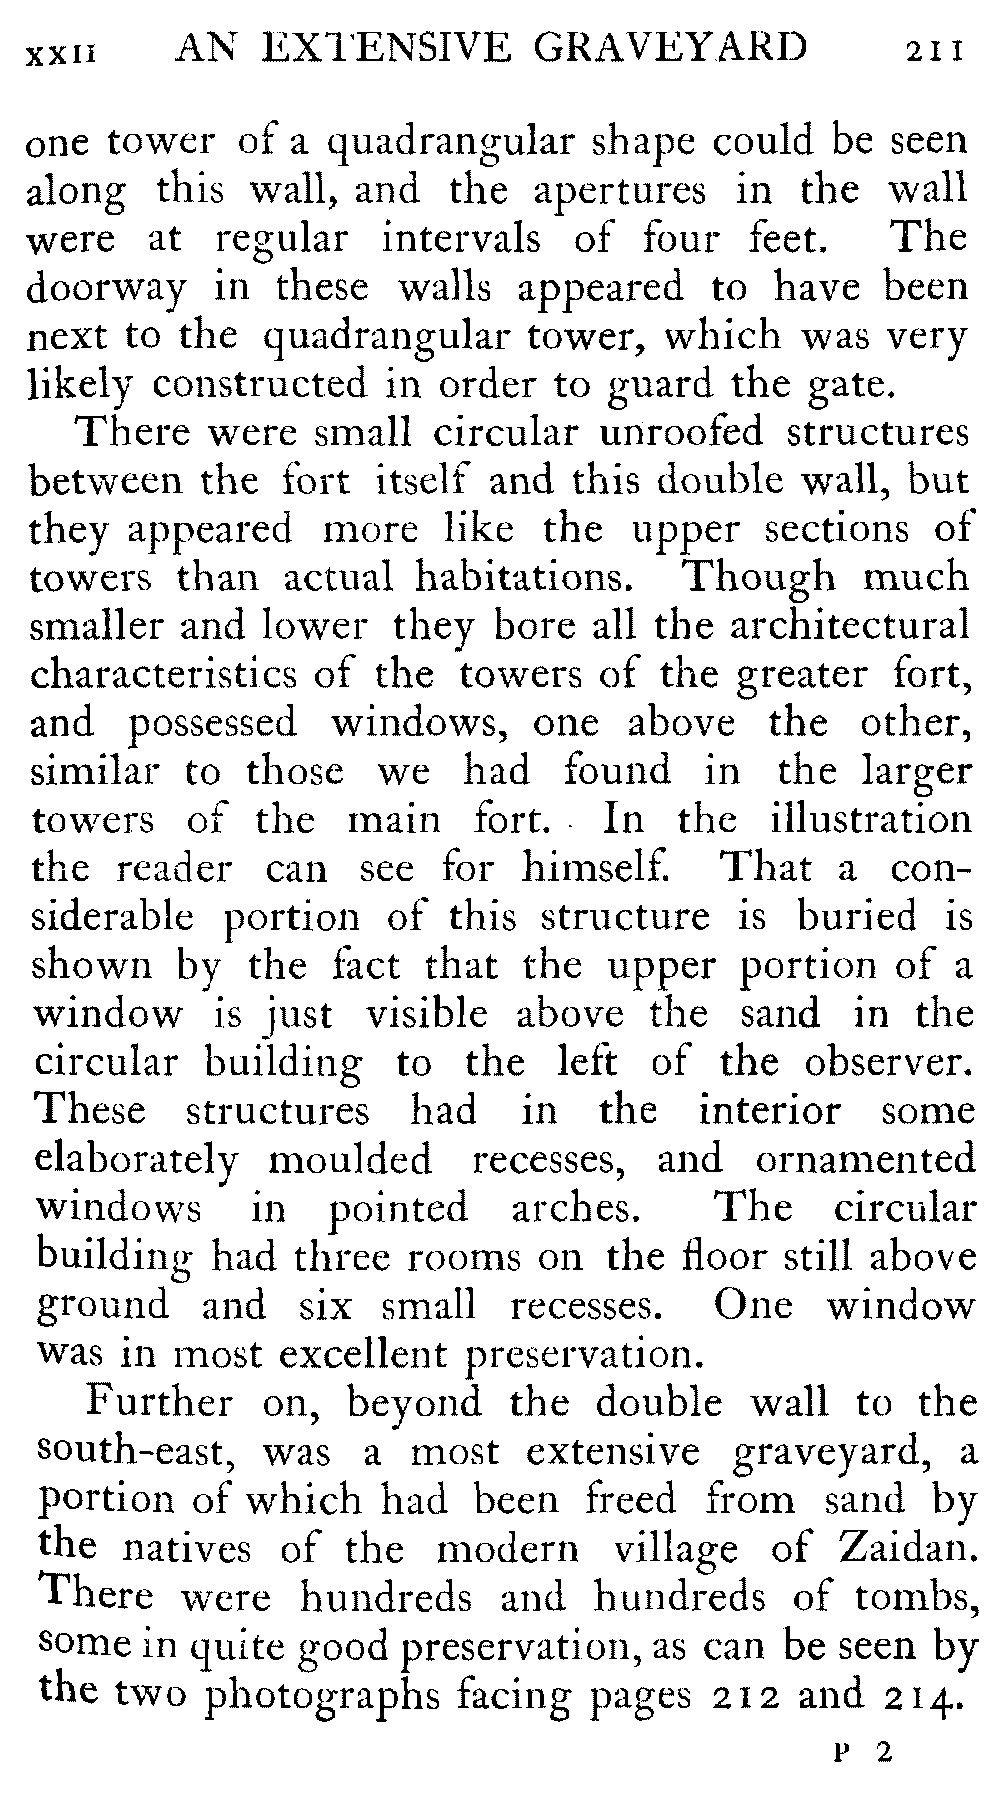 XXII AN EXTENSIVE GRAVEYARD 211
one tower of a quadrangular shape could be seen
along this wall, and the apertures in the wall
were at regular intervals of four feet. The
doorway in these walls appeared to have been
next to the quadrangular tower, which was very
likely constructed in order to guard the gate.
There were small circular unroofed structures
between the fort itself and this double wall, but
they appeared more like the upper sections of
towers than actual habitations. Though much
smaller and lower they bore all the architectural
characteristics of the towers of the greater fort,
and possessed windows, one above the other,
similar to those we had found in the larger
towers of the main fort. In the illustration
the reader can see for himself. That a con-
siderable portion of this structure is buried is
shown by the fact that the upper portion of a
window is just visible above the sand in the
circular building to the left of the observer.
These structures had in the interior some
elaborately moulded recesses, and ornamented
windows in pointed arches. The circular
building had three rooms on the floor still above
ground and six small recesses. One window
was in most excellent preservation.
Further on, beyond the double wall to the
south-east, was a most extensive graveyard, a
portion of which had been freed from sand by
the natives of the modern village of Zaidan.
There were hundreds and hundreds of tombs,
some in quite good preservation, as can be seen by
the two photographs facing pages 212 and 214.
P 2